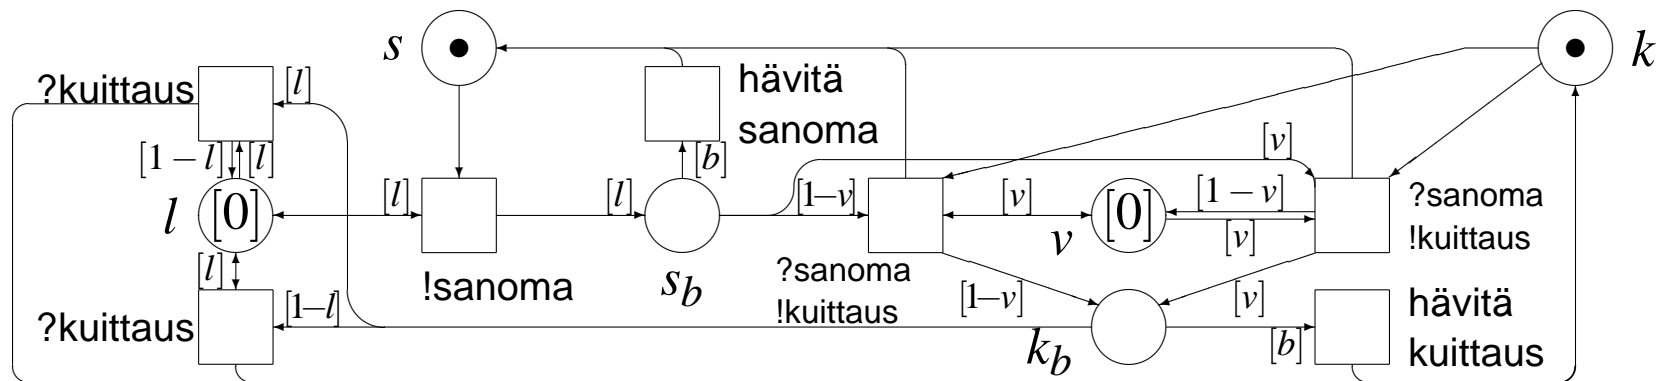 s
k
hävitä
sanoma
?kuittaus
[l]
[1 – l]
[l]
[b]
[v]
l
[0]
[l]
[l]
[1–v]
[v]
[0]
[1 – v]
[v]
v
?sanoma
!kuittaus
[l]
!sanoma
s_b
?sanoma
!kuittaus
[1–v]
[v]
?kuittaus
[1–l]
k_b
[b]
hävitä
kuittaus